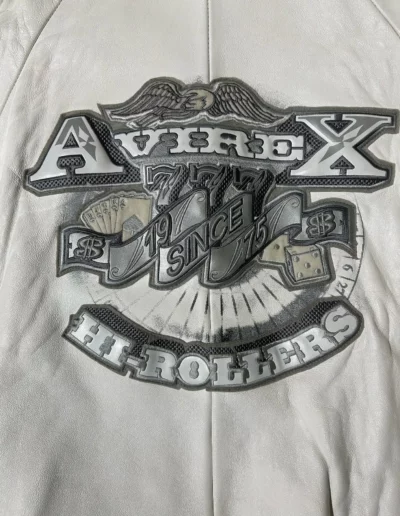 AVIREX
777
19 SINCE 75
$ $
HI-ROLLERS